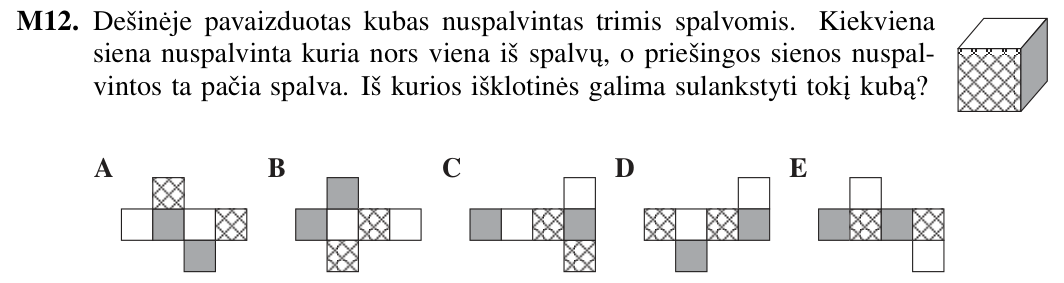 M12. Dešinėje pavaizduotas kubas nuspalvintas trimis spalvomis. Kiekviena
siena nuspalvinta kuria nors viena iš spalvų, o priešingos sienos nuspal-
vintos ta pačia spalva. Iš kurios išklotinės galima sulankstyti tokį kubą?
A B C D E